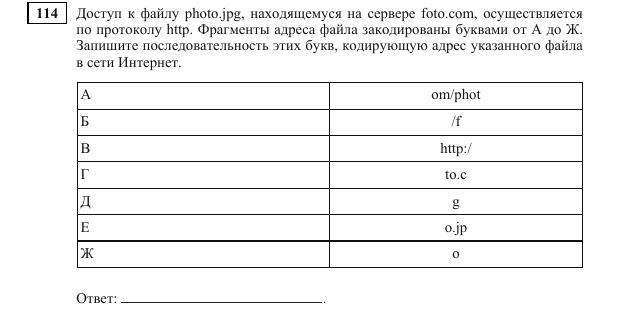 114 Доступ к файлу photo.jpg, находящемуся на сервере foto.com, осуществляется
по протоколу http. Фрагменты адреса файла закодированы буквами от А до Ж.
Запишите последовательность этих букв, кодирующую адрес указанного файла
в сети Интернет.
А om/phot
Б /f
В http:/
Г to.c
Д g
Е o.jp
Ж o
Ответ: ________________________.